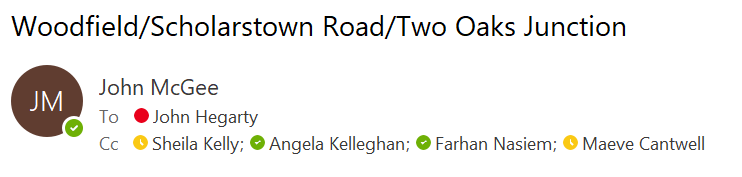 Woodfield/Scholarstown Road/Two Oaks Junction
JM
John McGee
To John Hegarty
Cc Sheila Kelly; Angela Kelleghan; Farhan Nasiem; Maeve Cantwell